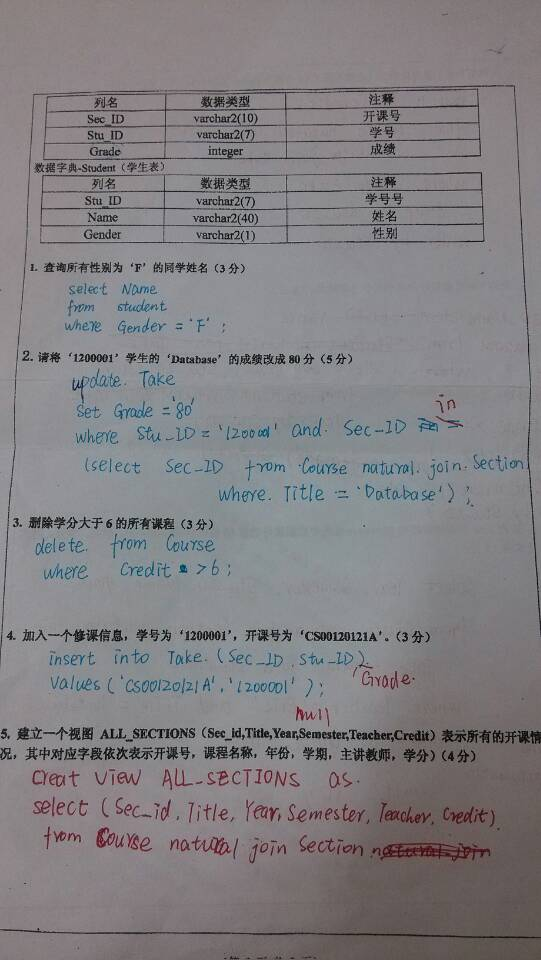 列名 数据类型 注释
Sec_ID varchar2(10) 开课号
Stu_ID varchar2(7) 学号
Grade integer 成绩
数据字典-Student（学生表）
列名 数据类型 注释
Stu_ID varchar2(7) 学号号
Name varchar2(40) 姓名
Gender varchar2(1) 性别
1. 查询所有性别为‘F’的同学姓名（3分）
select Name
from student
where Gender = 'F' ;
2. 请将‘1200001’学生的‘Database’的成绩改成 80 分（5分）
update. Take
Set Grade = '80'
in
where Stu_ID = '1200001' and. Sec_ID
(select Sec_ID from Course natural. join. Section
where. Title = 'Database') ;
3. 删除学分大于 6 的所有课程（3分）
delete. from Course
where Credit > 6 ;
4. 加入一个修课信息，学号为‘1200001’，开课号为‘CS00120121A’。（3分）
insert into Take. (Sec_ID, Stu_ID).
Grade.
Values ('CS00120121A', '1200001' ) ;
null
5. 建立一个视图 ALL_SECTIONS（Sec_id,Title,Year,Semester,Teacher,Credit）表示所有的开课情
况，其中对应字段依次表示开课号，课程名称，年份，学期，主讲教师，学分）（4分）
Creat View ALL_SECTIONS as.
select (Sec_id, Title, Year, Semester, Teacher, Credit)
from Course natural join Section natural join